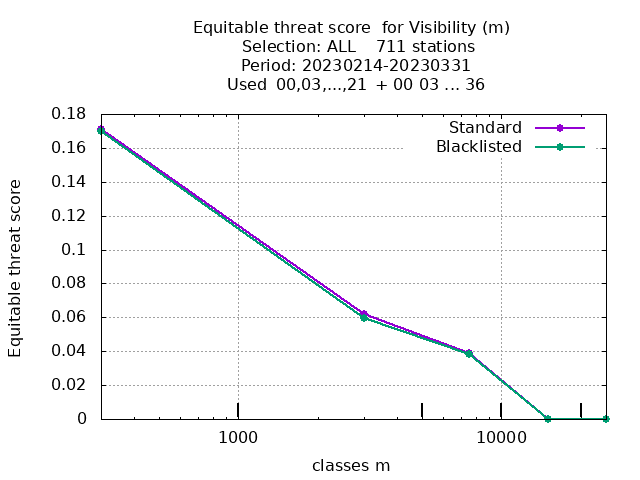 Equitable threat score  for Visibility (m)
Selection: ALL    711 stations
Period: 20230214-20230331
Used  00,03,...,21  + 00 03 ... 36
Standard
Blacklisted
0.18
0.16
0.14
0.12
0.1
0.08
0.06
0.04
0.02
0
Equitable threat score
1000
10000
classes m